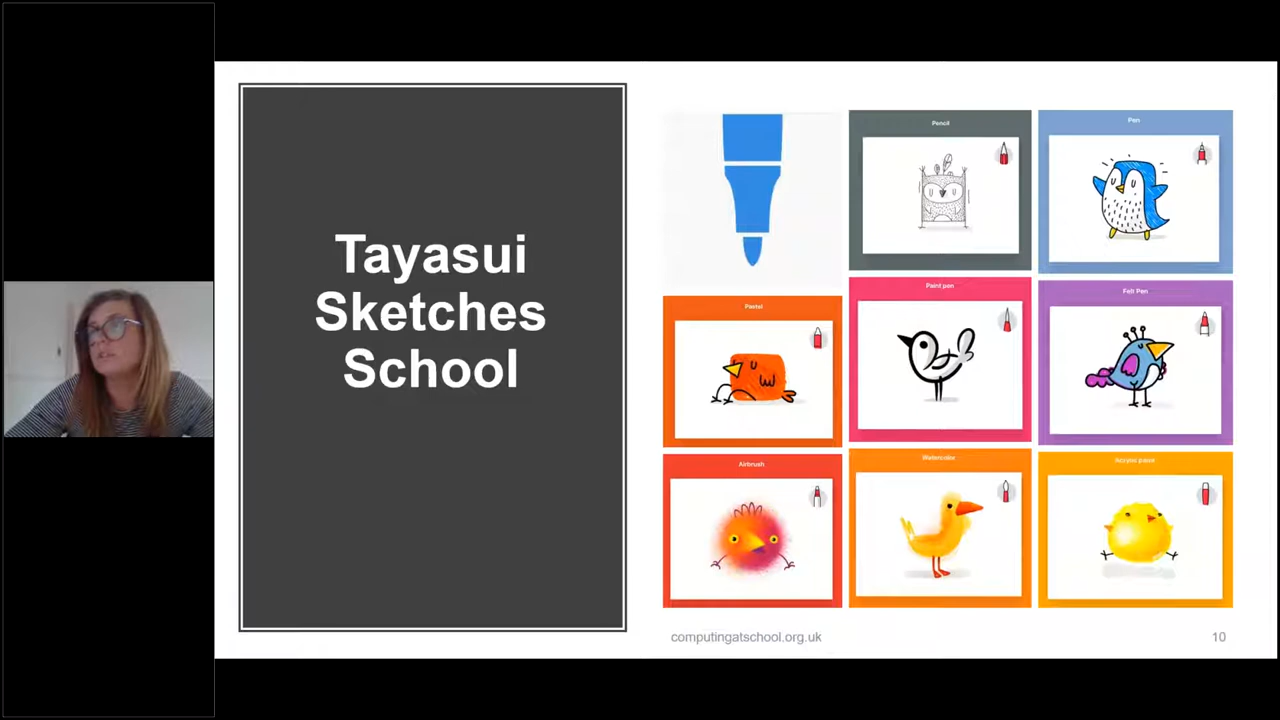 Tayasui
Sketches
School
Pencil
Pen
Pastel
Paint pen
Felt Pen
Airbrush
Watercolor
Acrylic paint
computingatschool.org.uk
10